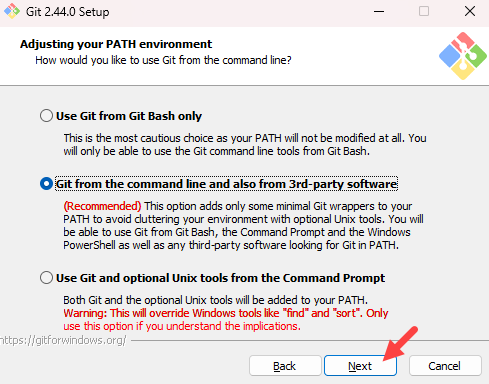 Git 2.44.0 Setup
Adjusting your PATH environment
How would you like to use Git from the command line?
Use Git from Git Bash only
This is the most cautious choice as your PATH will not be modified at all. You
will only be able to use the Git command line tools from Git Bash.
Git from the command line and also from 3rd-party software
(Recommended) This option adds only some minimal Git wrappers to your
PATH to avoid cluttering your environment with optional Unix tools. You will
be able to use Git from Git Bash, the Command Prompt and the Windows
PowerShell as well as any third-party software looking for Git in PATH.
Use Git and optional Unix tools from the Command Prompt
Both Git and the optional Unix tools will be added to your PATH.
Warning: This will override Windows tools like "find" and "sort". Only
use this option if you understand the implications.
https://gitforwindows.org/
Back Next Cancel